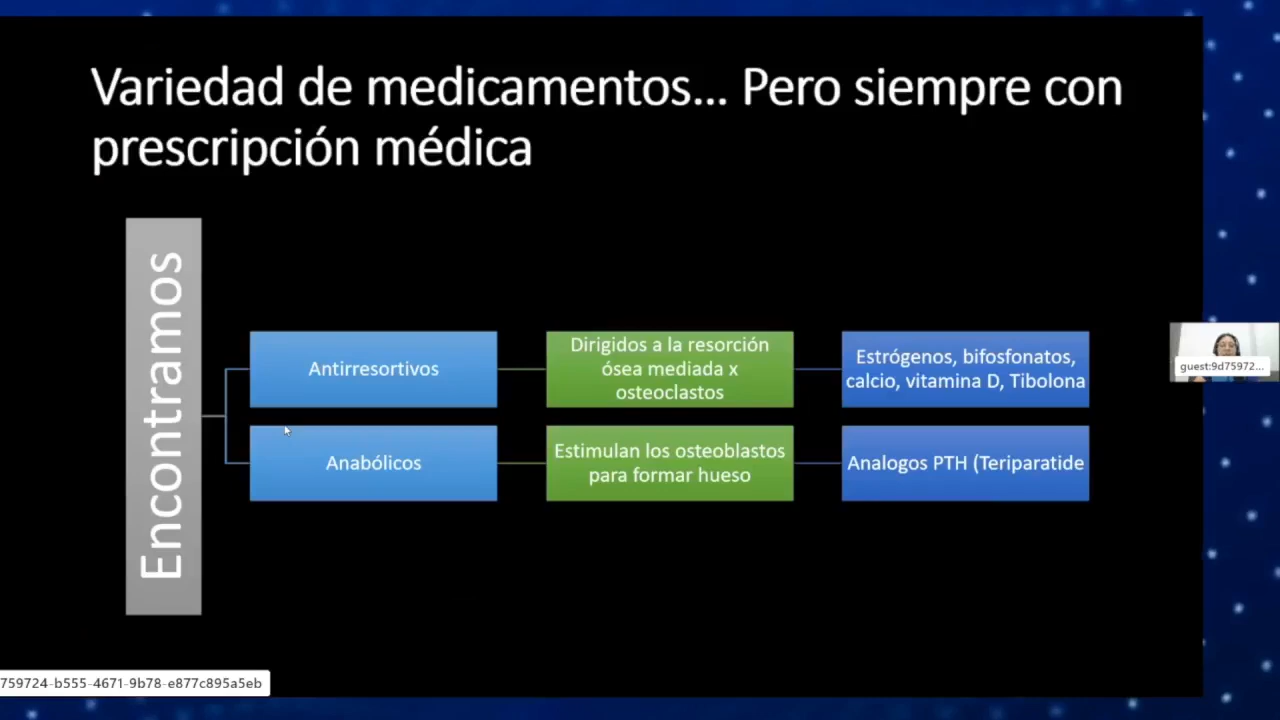 Variedad de medicamentos... Pero siempre con
prescripción médica
Encontramos
Antirresortivos
Dirigidos a la resorción
ósea mediada x
osteoclastos
Estrógenos, bifosfonatos,
calcio, vitamina D, Tibolona
Anabólicos
Estimulan los osteoblastos
para formar hueso
Analogos PTH (Teriparatide
guest:9d75972...
759724-b555-4671-9b78-e877c895a5eb